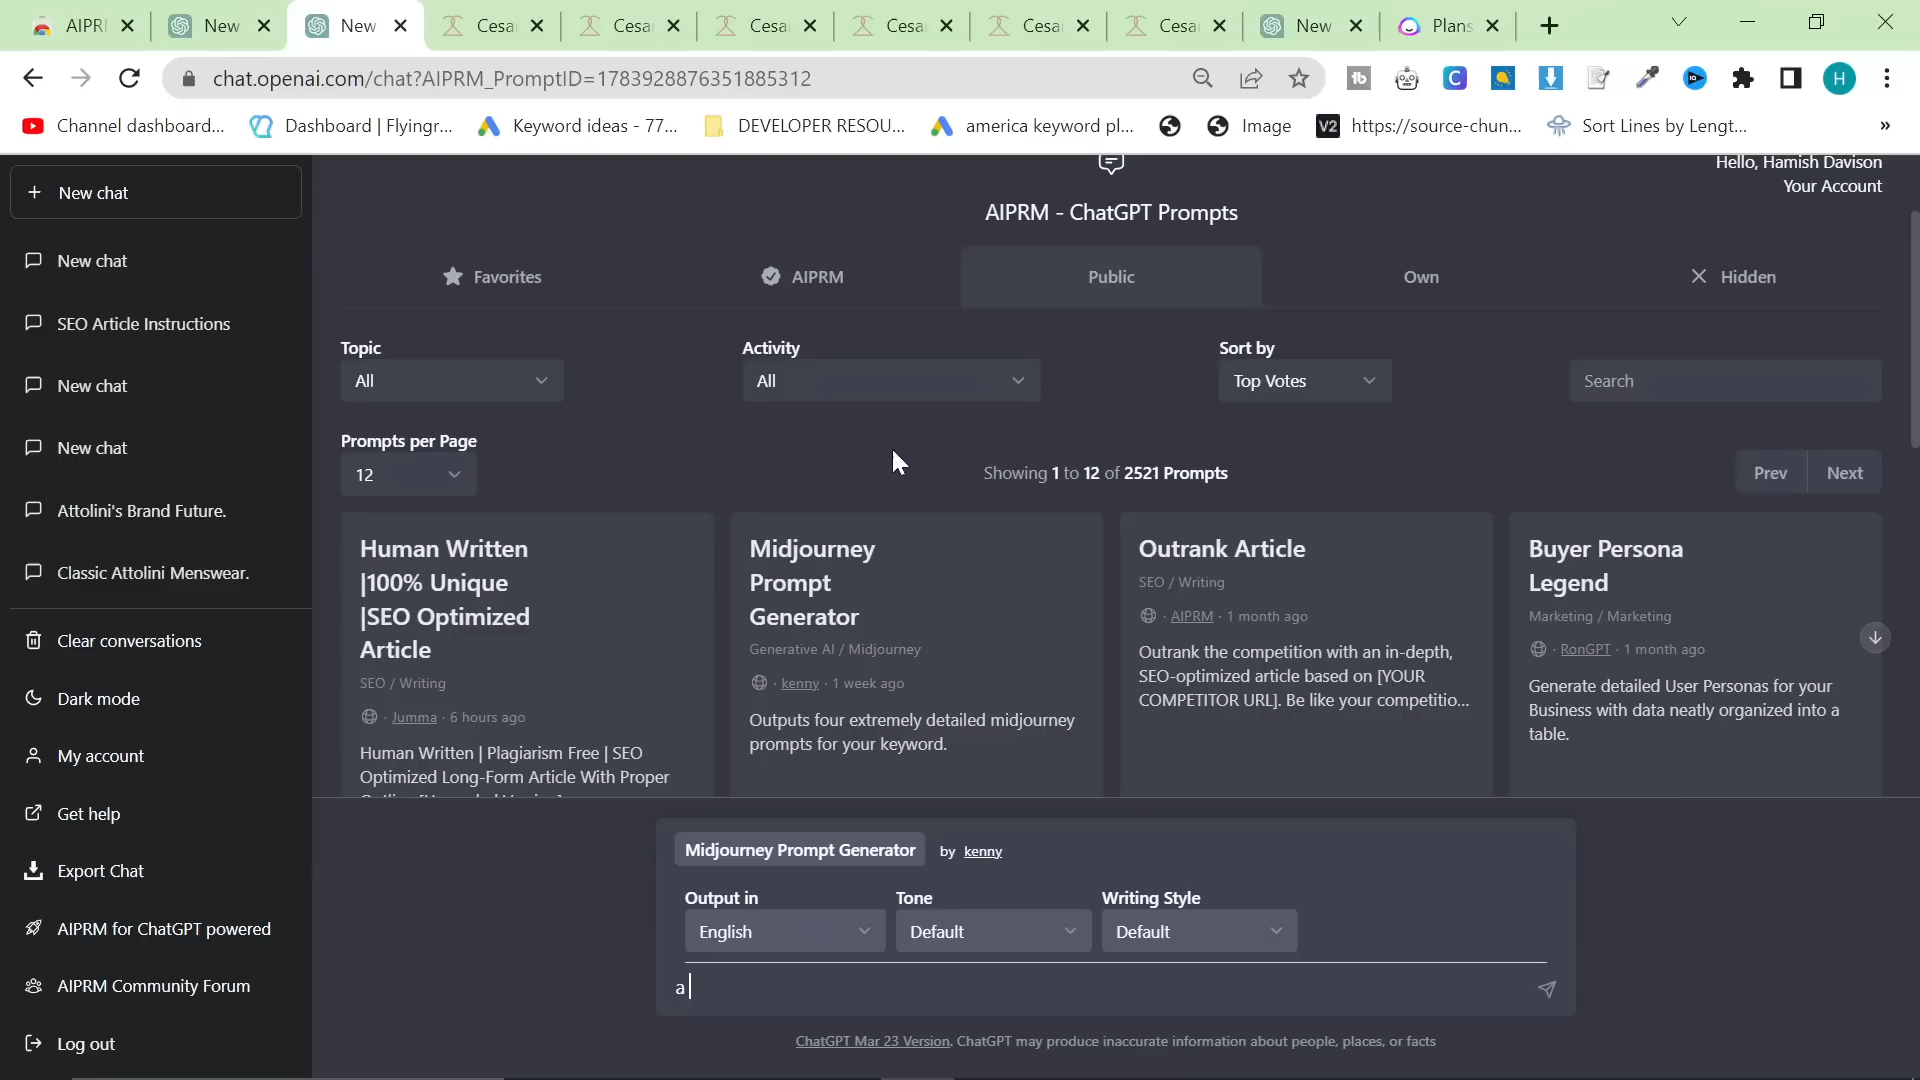 AIPR New New Cesa Cesa Cesa Cesa Cesa Cesa New Plans
chat.openai.com/chat?AIPRM_PromptID=1783928876351885312
H
Channel dashboard... Dashboard | Flyingr... Keyword ideas - 77... DEVELOPER RESOU... america keyword pl... Image V2 https://source-chun... Sort Lines by Lengt... »
New chat
New chat
SEO Article Instructions
New chat
New chat
Attolini's Brand Future.
Classic Attolini Menswear.
Clear conversations
Dark mode
My account
Get help
Export Chat
AIPRM for ChatGPT powered
AIPRM Community Forum
Log out
Hello, Hamish Davison
Your Account
AIPRM - ChatGPT Prompts
Favorites AIPRM Public Own Hidden
Topic Activity Sort by
All All Top Votes Search
Prompts per Page
12 Showing 1 to 12 of 2521 Prompts Prev Next
Human Written
|100% Unique
|SEO Optimized
Article
SEO / Writing
· Jumma · 6 hours ago
Human Written | Plagiarism Free | SEO
Optimized Long-Form Article With Proper
Midjourney
Prompt
Generator
Generative AI / Midjourney
· kenny · 1 week ago
Outputs four extremely detailed midjourney
prompts for your keyword.
Outrank Article
SEO / Writing
· AIPRM · 1 month ago
Outrank the competition with an in-depth,
SEO-optimized article based on [YOUR
COMPETITOR URL]. Be like your competitio...
Buyer Persona
Legend
Marketing / Marketing
· RonGPT · 1 month ago
Generate detailed User Personas for your
Business with data neatly organized into a
table.
Midjourney Prompt Generator by kenny
Output in Tone Writing Style
English Default Default
a
ChatGPT Mar 23 Version. ChatGPT may produce inaccurate information about people, places, or facts